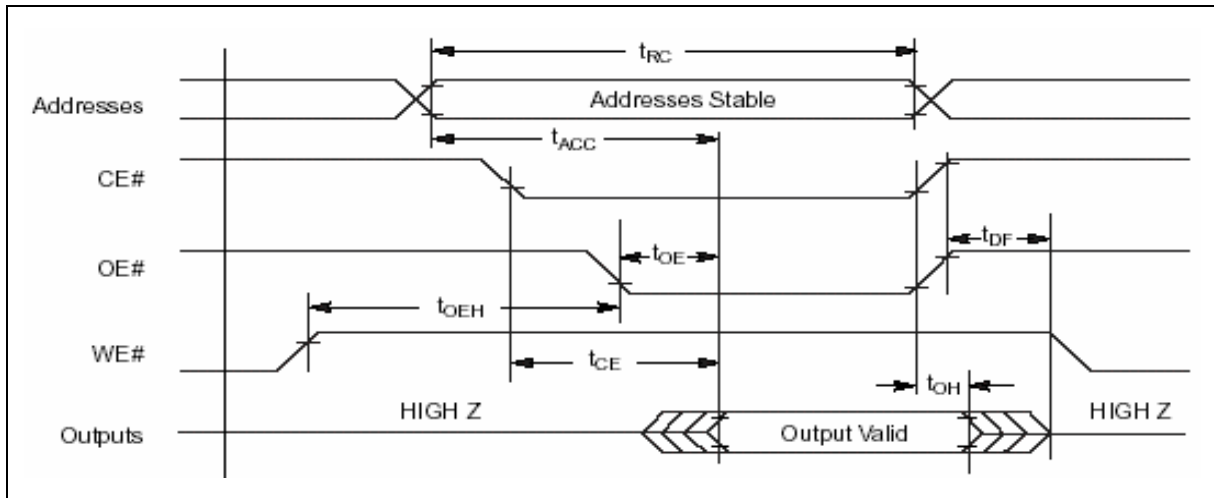 tRC
Addresses
Addresses Stable
tACC
CE#
tDF
OE#
tOE
tOEH
WE#
tCE
tOH
HIGH Z
HIGH Z
Outputs
Output Valid